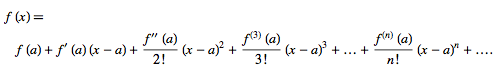 f (x) =
f (a) + f′ (a) (x − a) + f″ (a)/2! (x − a)² + f⁽³⁾ (a)/3! (x − a)³ + … + f⁽ⁿ⁾ (a)/n! (x − a)ⁿ + ….